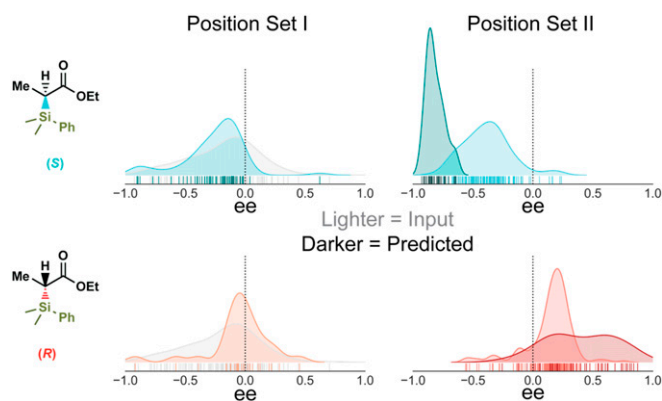 Position Set I
Position Set II
Me
H
O
OEt
Si
Ph
(S)
−1.0 −0.5 0.0 0.5 1.0
ee
−1.0 −0.5 0.0 0.5 1.0
ee
Lighter = Input
Darker = Predicted
Me
H
O
OEt
Si
Ph
(R)
−1.0 −0.5 0.0 0.5 1.0
ee
−1.0 −0.5 0.0 0.5 1.0
ee